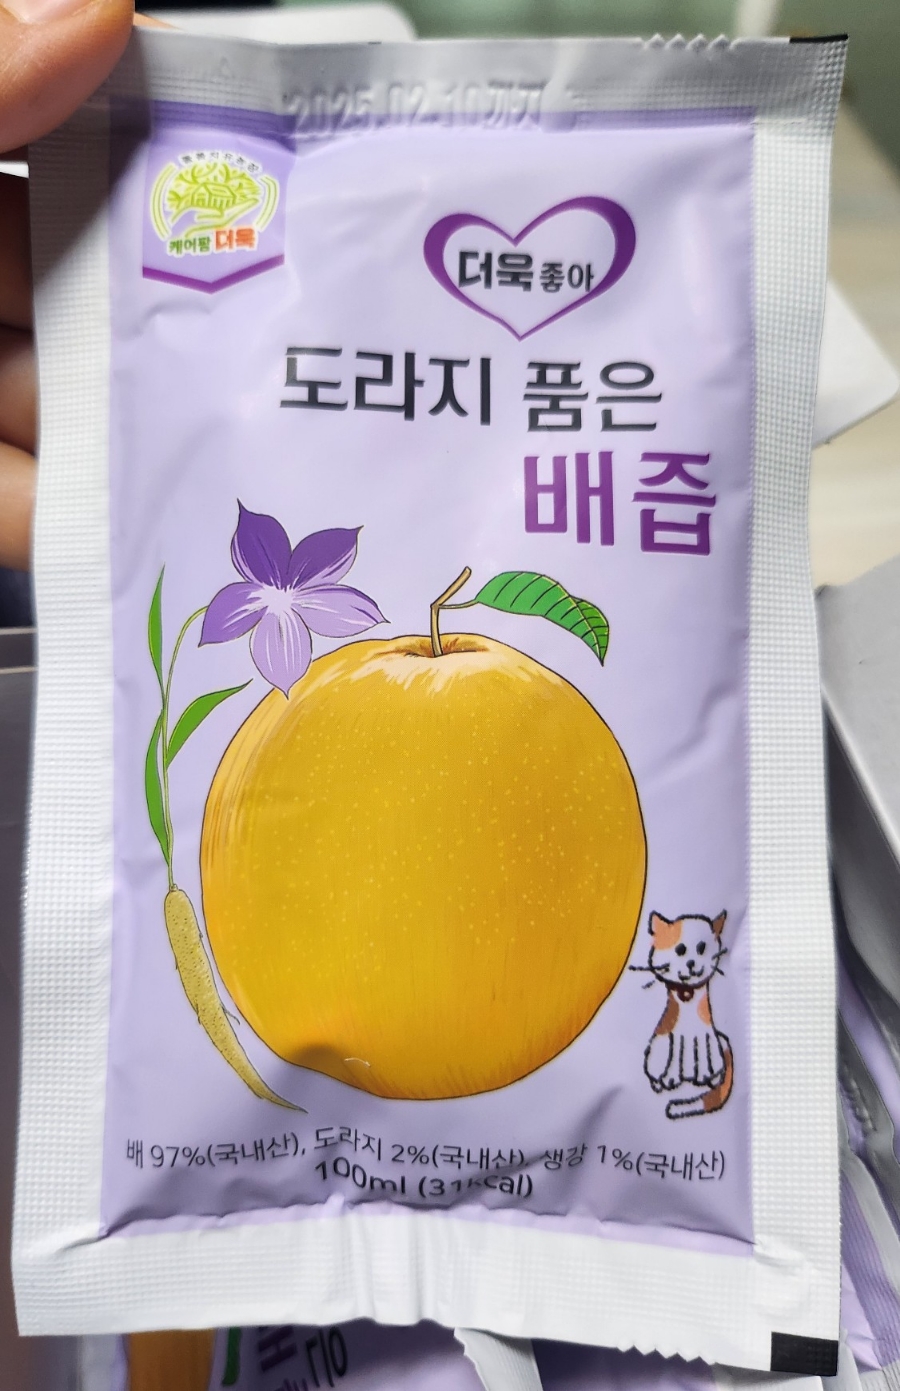 2025.02.10까지
케어팜 더욱
더욱 좋아
도라지 품은
배즙
배 97%(국내산), 도라지 2%(국내산), 생강 1%(국내산)
100ml (31kcal)